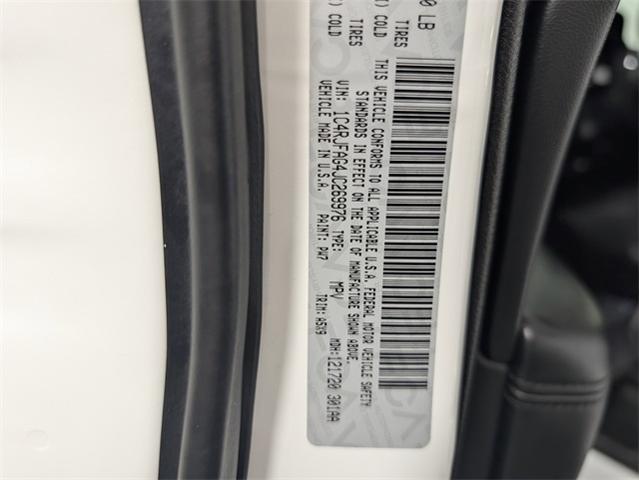 0 LB
TIRES
) COLD
TIRES
) COLD
THIS VEHICLE CONFORMS TO ALL APPLICABLE U.S.A. FEDERAL MOTOR VEHICLE SAFETY
STANDARDS IN EFFECT ON THE DATE OF MANUFACTURE SHOWN ABOVE.
VIN: 1C4RJFAG4JC269976 TYPE: MPV MDH:121720 301AA
VEHICLE MADE IN U.S.A. PAINT: PW7 TRIM: A5X9